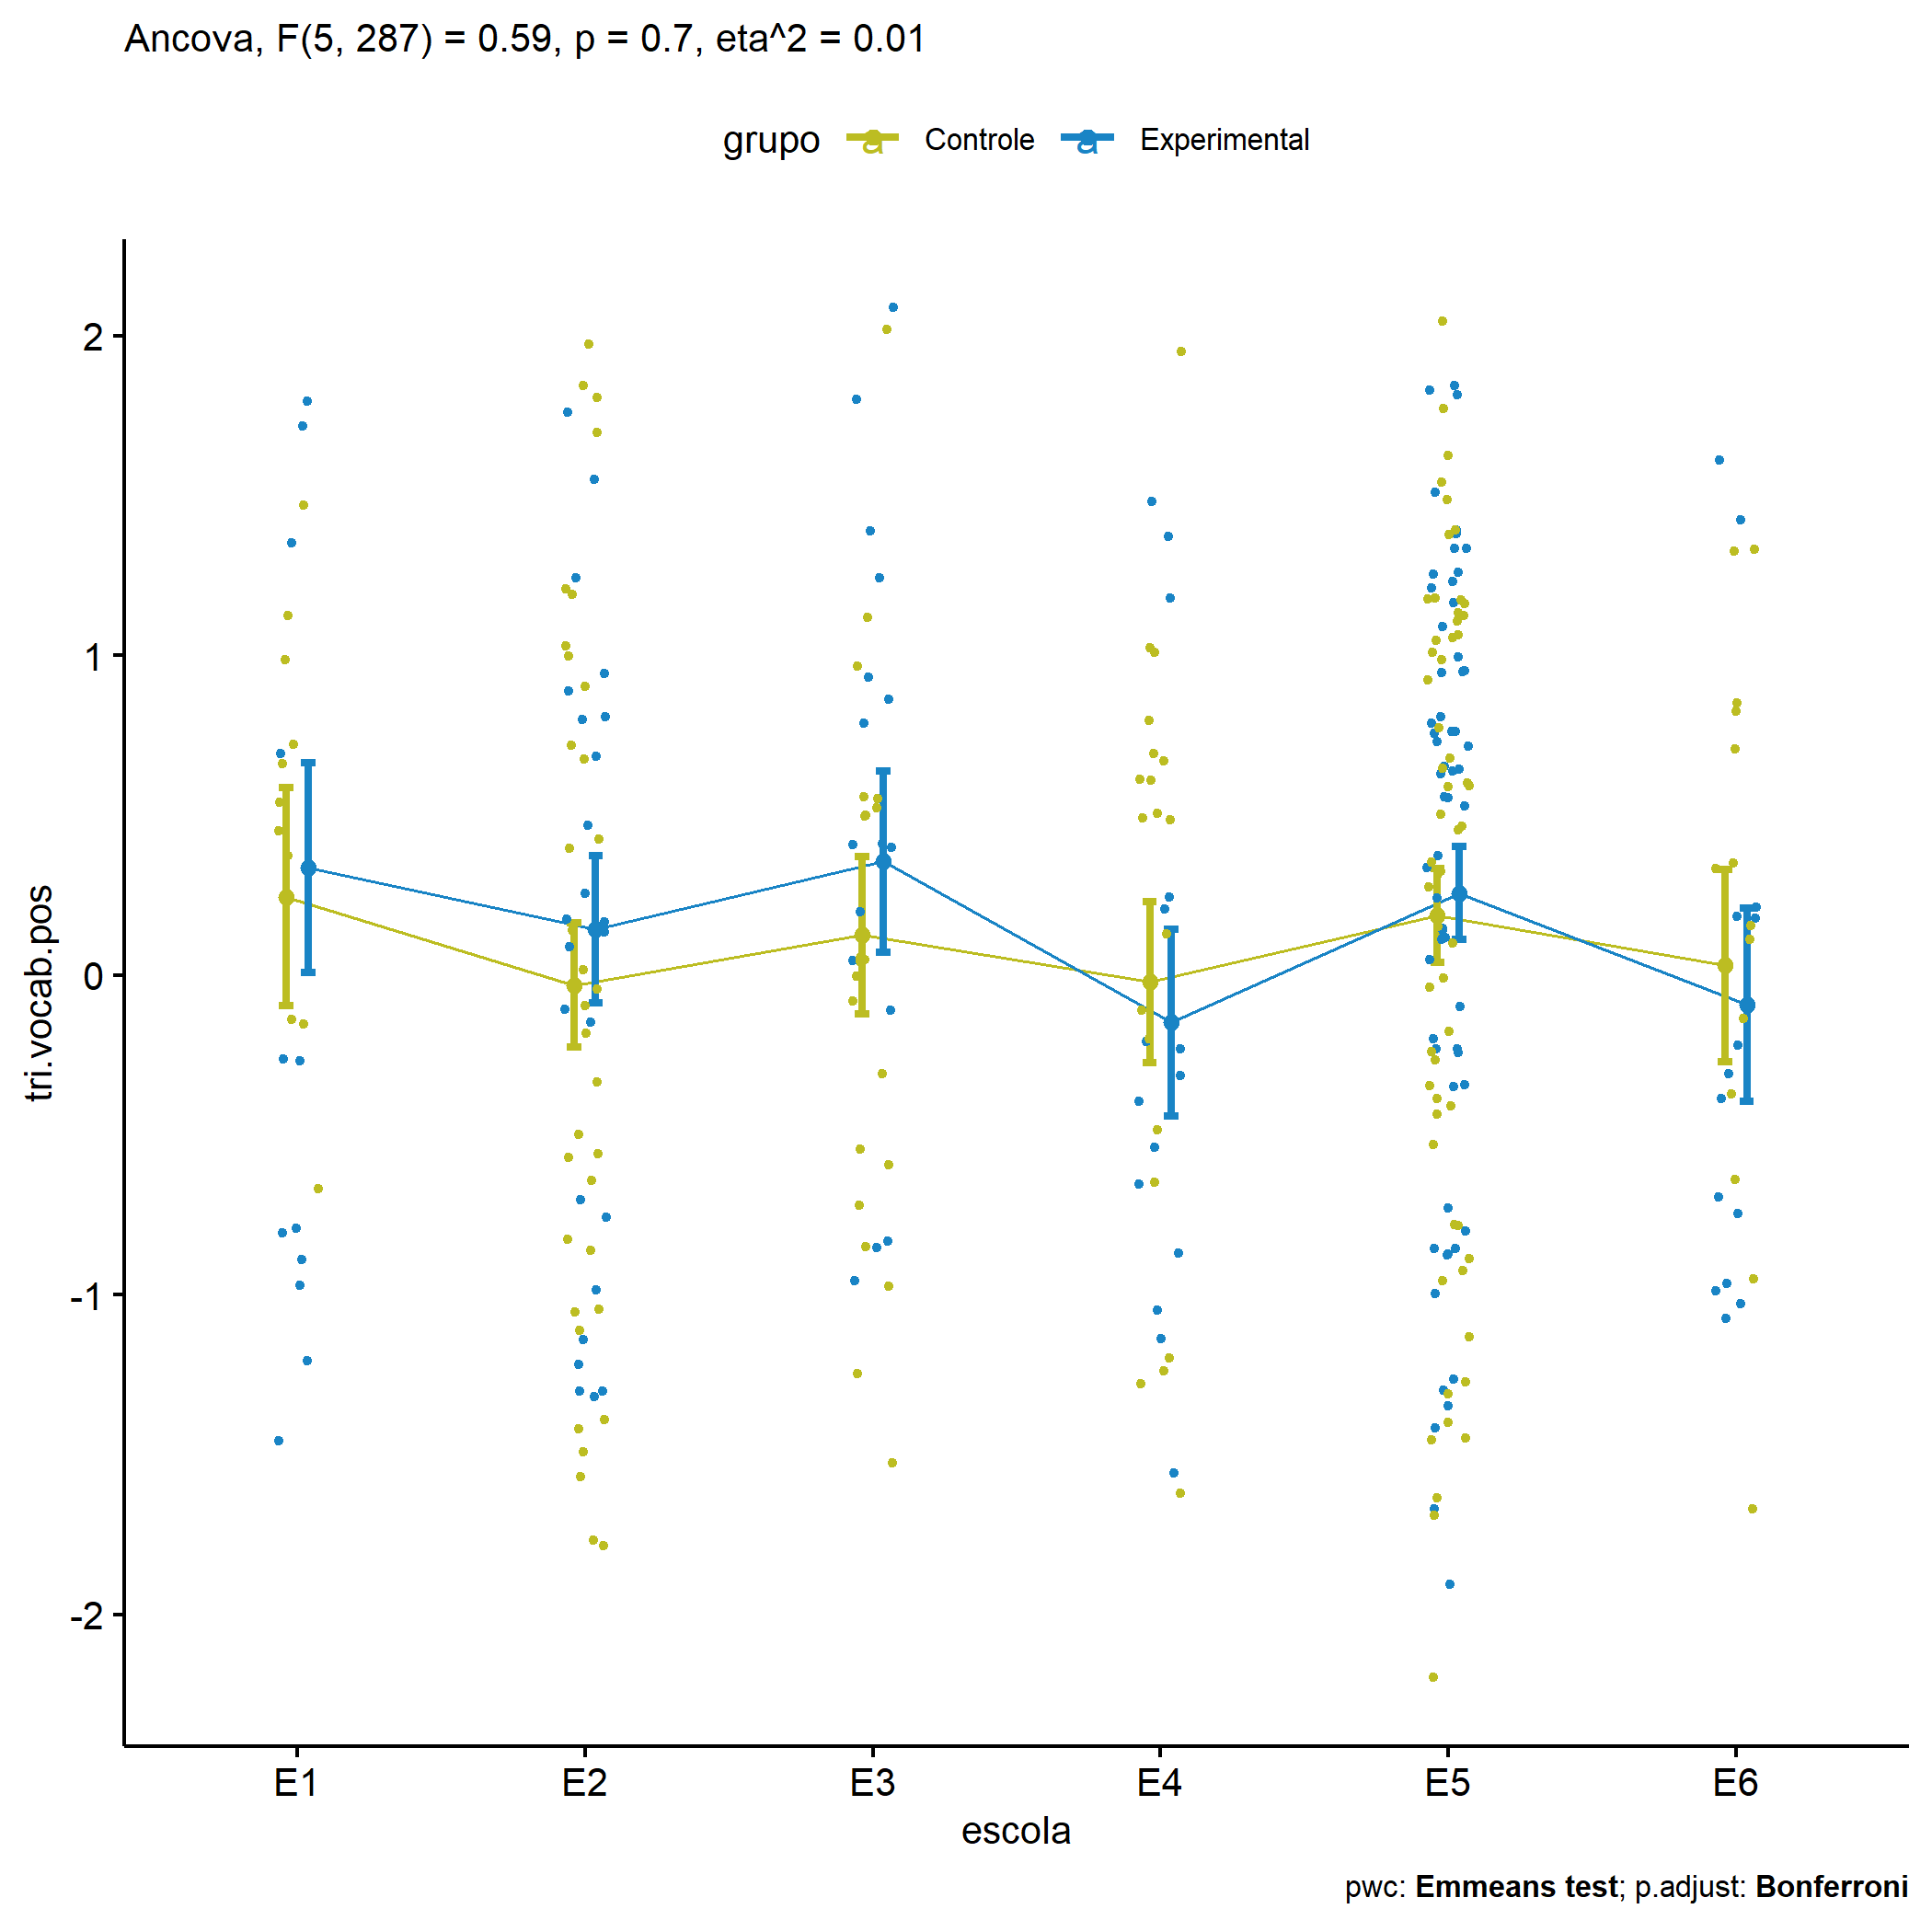 Ancova, F(5, 287) = 0.59, p = 0.7, eta^2 = 0.01
grupo a Controle a Experimental
tri.vocab.pos
2
1
0
-1
-2
E1 E2 E3 E4 E5 E6
escola
pwc: Emmeans test; p.adjust: Bonferroni